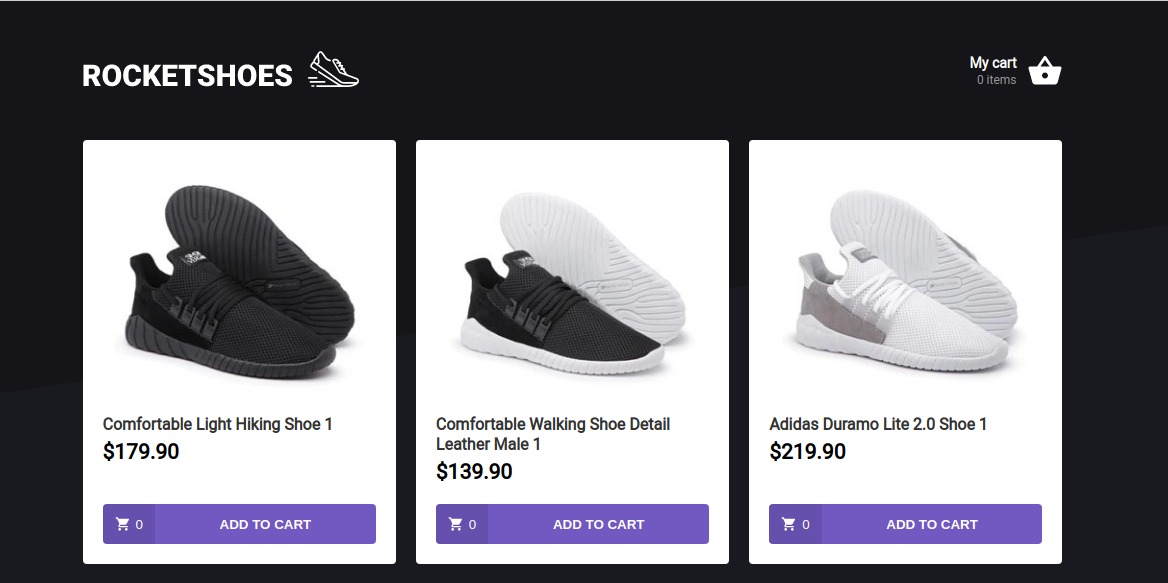 ROCKETSHOES
My cart
0 items
Comfortable Light Hiking Shoe 1
$179.90
0 ADD TO CART
Comfortable Walking Shoe Detail
Leather Male 1
$139.90
0 ADD TO CART
Adidas Duramo Lite 2.0 Shoe 1
$219.90
0 ADD TO CART